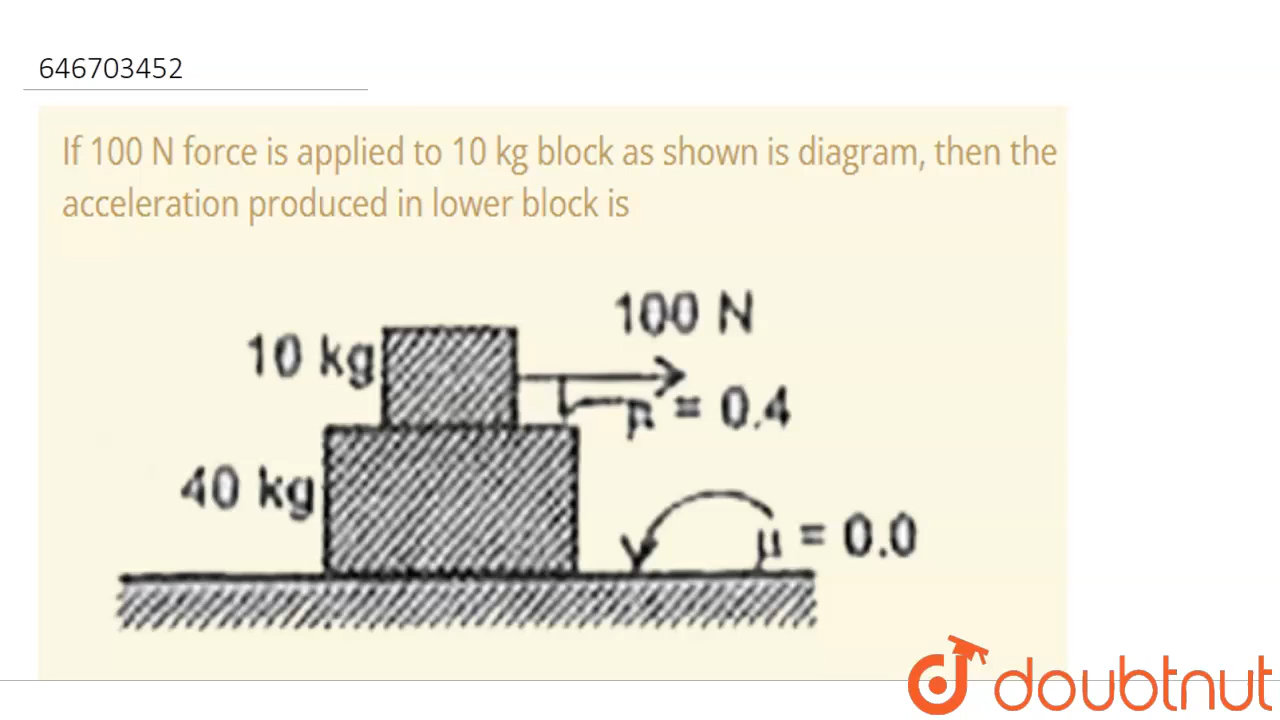 646703452
If 100 N force is applied to 10 kg block as shown is diagram, then the
acceleration produced in lower block is
100 N
10 kg
μ = 0.4
40 kg
μ = 0.0
doubtnut